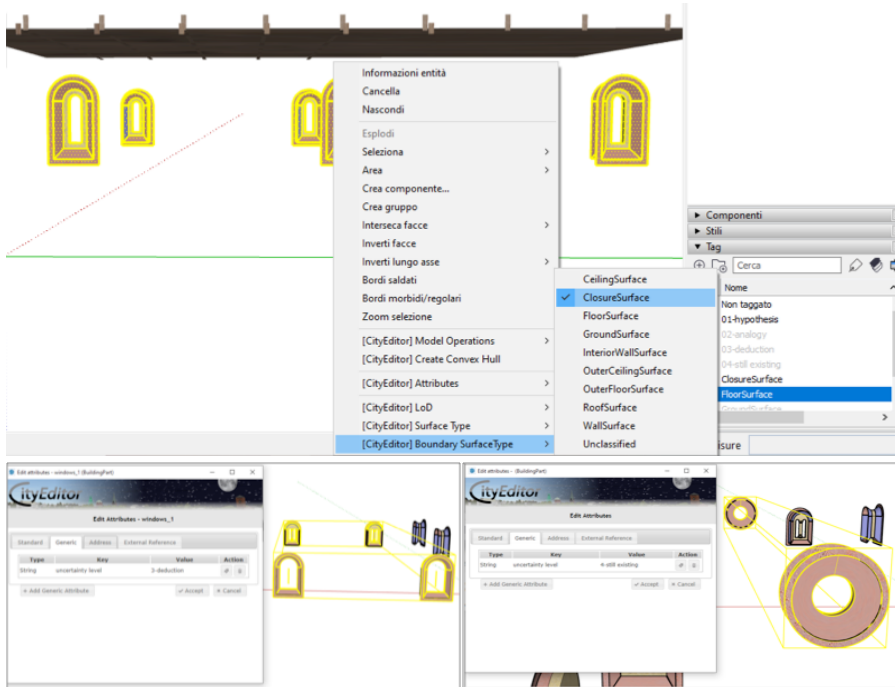 Informazioni entità
Cancella
Nascondi
Esplodi
Seleziona
Area
Crea componente...
Crea gruppo
Interseca facce
Inverti facce
Inverti lungo asse
Bordi saldati
Bordi morbidi/regolari
Zoom selezione
[CityEditor] Model Operations
[CityEditor] Create Convex Hull
[CityEditor] Attributes
[CityEditor] LoD
[CityEditor] Surface Type
[CityEditor] Boundary SurfaceType
CeilingSurface
ClosureSurface
FloorSurface
GroundSurface
InteriorWallSurface
OuterCeilingSurface
OuterFloorSurface
RoofSurface
WallSurface
Unclassified
Componenti
Stili
Tag
Cerca
Nome
Non taggato
01-hypothesis
02-analogy
03-deduction
04-still existing
ClosureSurface
FloorSurface
GroundSurface
isure
Edit attributes - windows_1 (BuildingPart)
CityEditor
Edit Attributes - windows_1
Standard Generic Address External Reference
Type Key Value Action
String uncertainty level 3-deduction
+ Add Generic Attribute ✓ Accept × Cancel
Edit attributes - (BuildingPart)
CityEditor
Edit Attributes
Standard Generic Address External Reference
Type Key Value Action
String uncertainty level 4-still existing
+ Add Generic Attribute ✓ Accept × Cancel